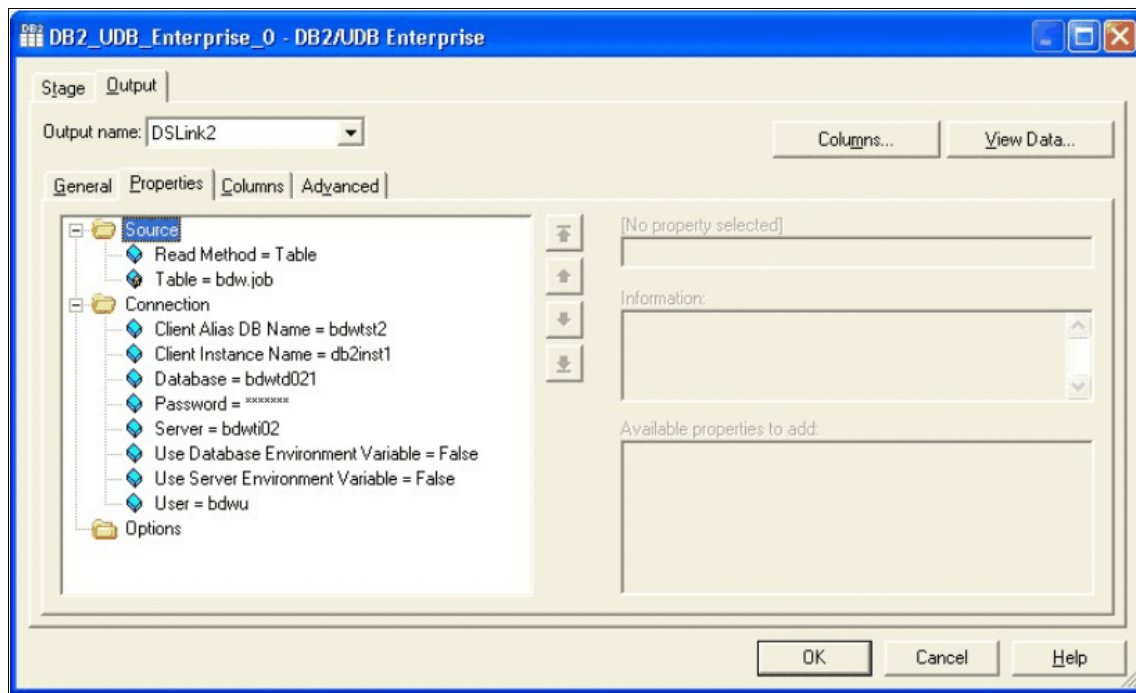 DB2
DB2_UDB_Enterprise_0 - DB2/UDB Enterprise
Stage Output
Output name: DSLink2
Columns... View Data...
General Properties Columns Advanced
Source
Read Method = Table
Table = bdw.job
Connection
Client Alias DB Name = bdwtst2
Client Instance Name = db2inst1
Database = bdwtd021
Password = *******
Server = bdwti02
Use Database Environment Variable = False
Use Server Environment Variable = False
User = bdwu
Options
[No property selected]
Information:
Available properties to add:
OK Cancel Help